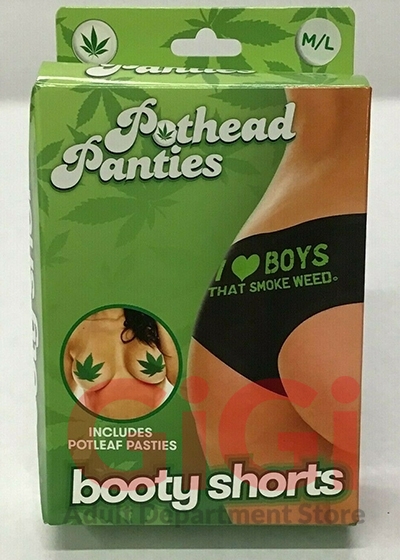 M/L
Panties
Pothead
Panties
I ♥ BOYS
THAT SMOKE WEED.
INCLUDES
POTLEAF PASTIES
booty shorts
GiGi
Adult Department Store